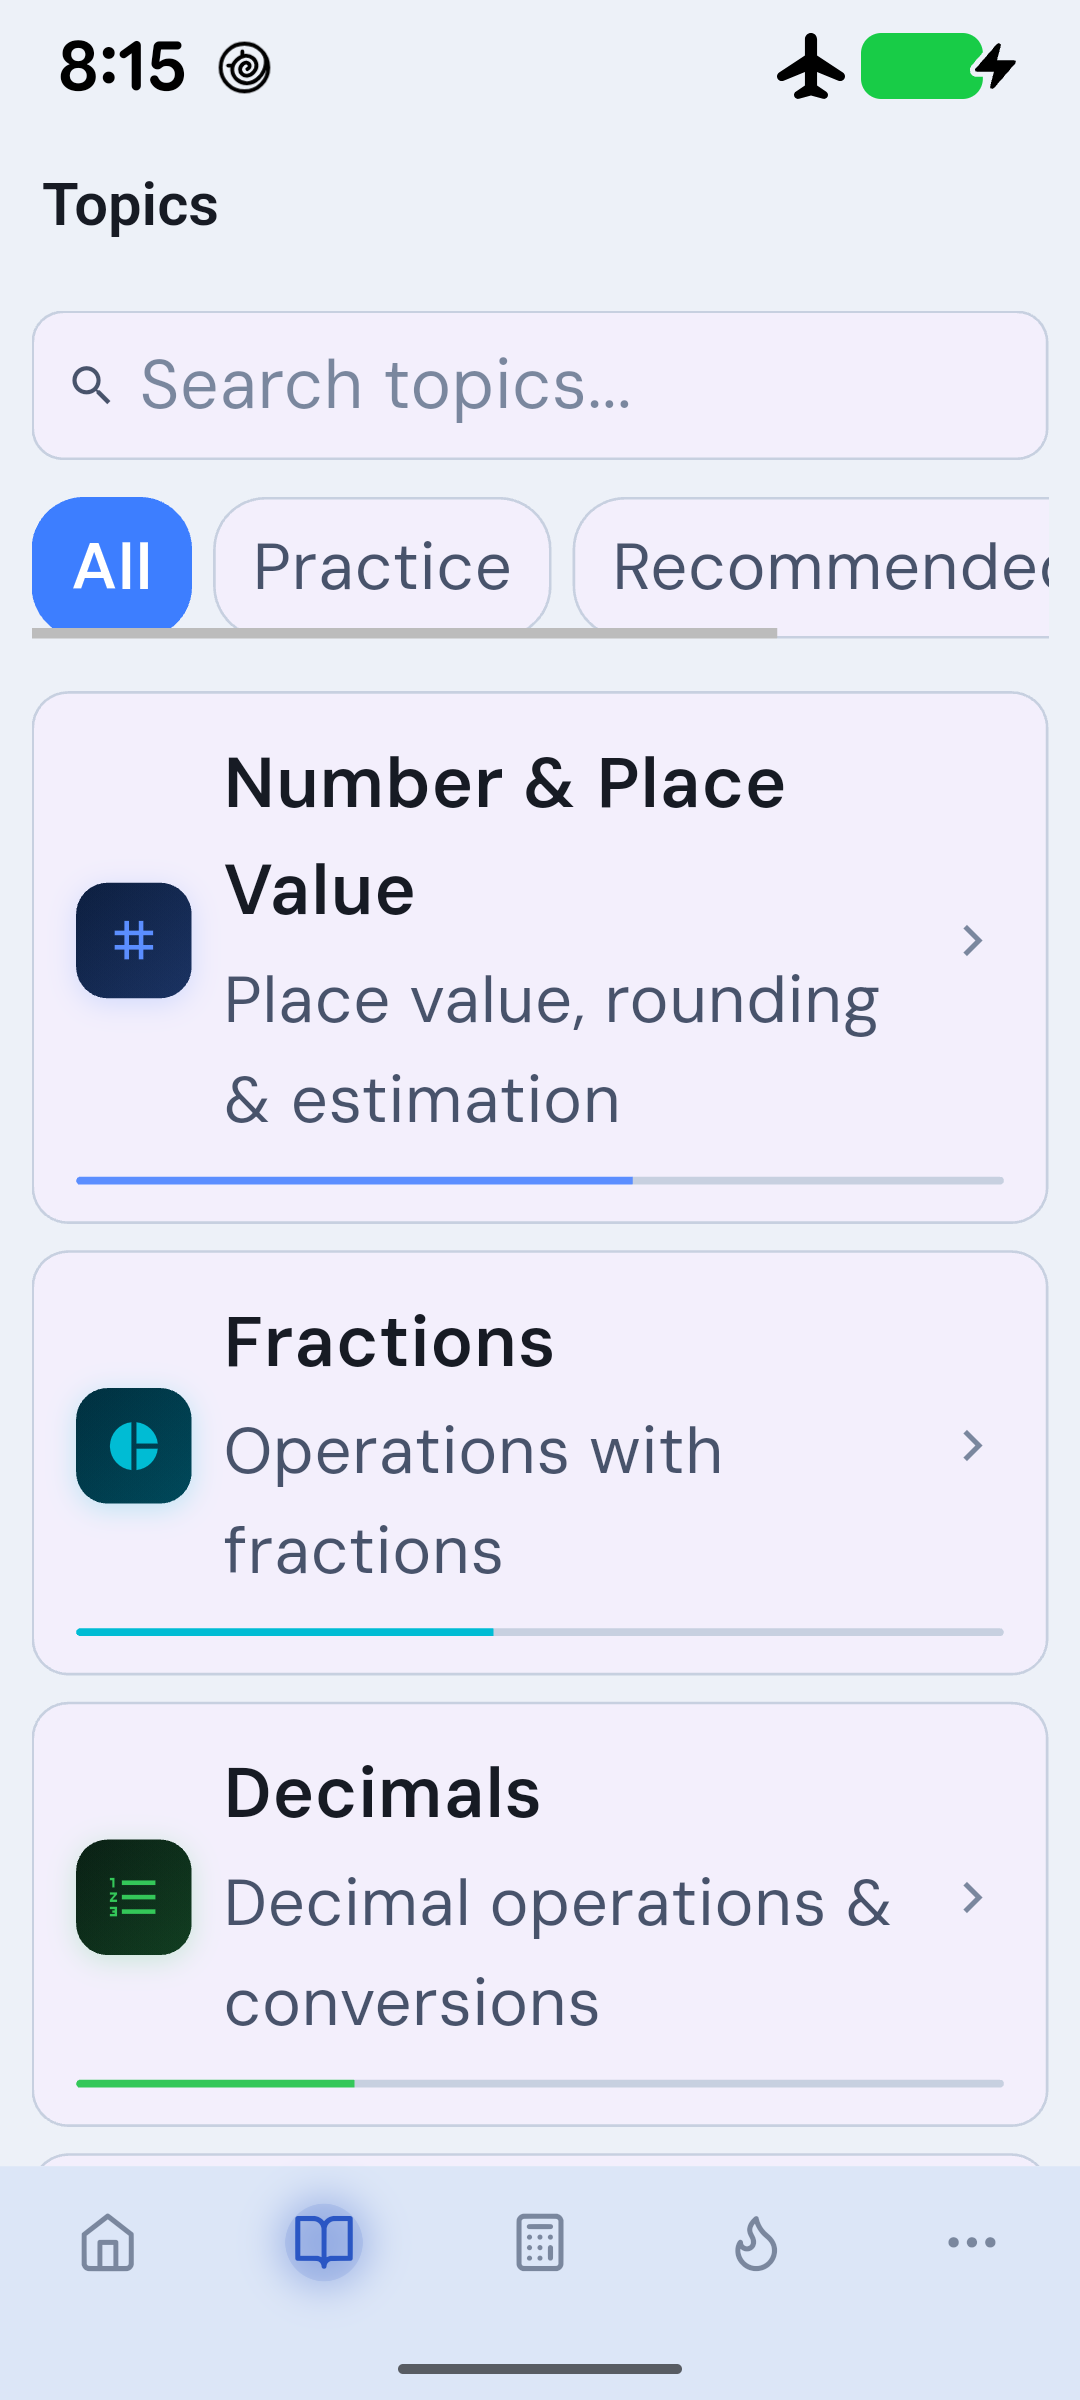 8:15
Topics
Search topics...
All
Practice
Recommended
Number & Place
Value
Place value, rounding
& estimation
Fractions
Operations with
fractions
Decimals
Decimal operations &
conversions